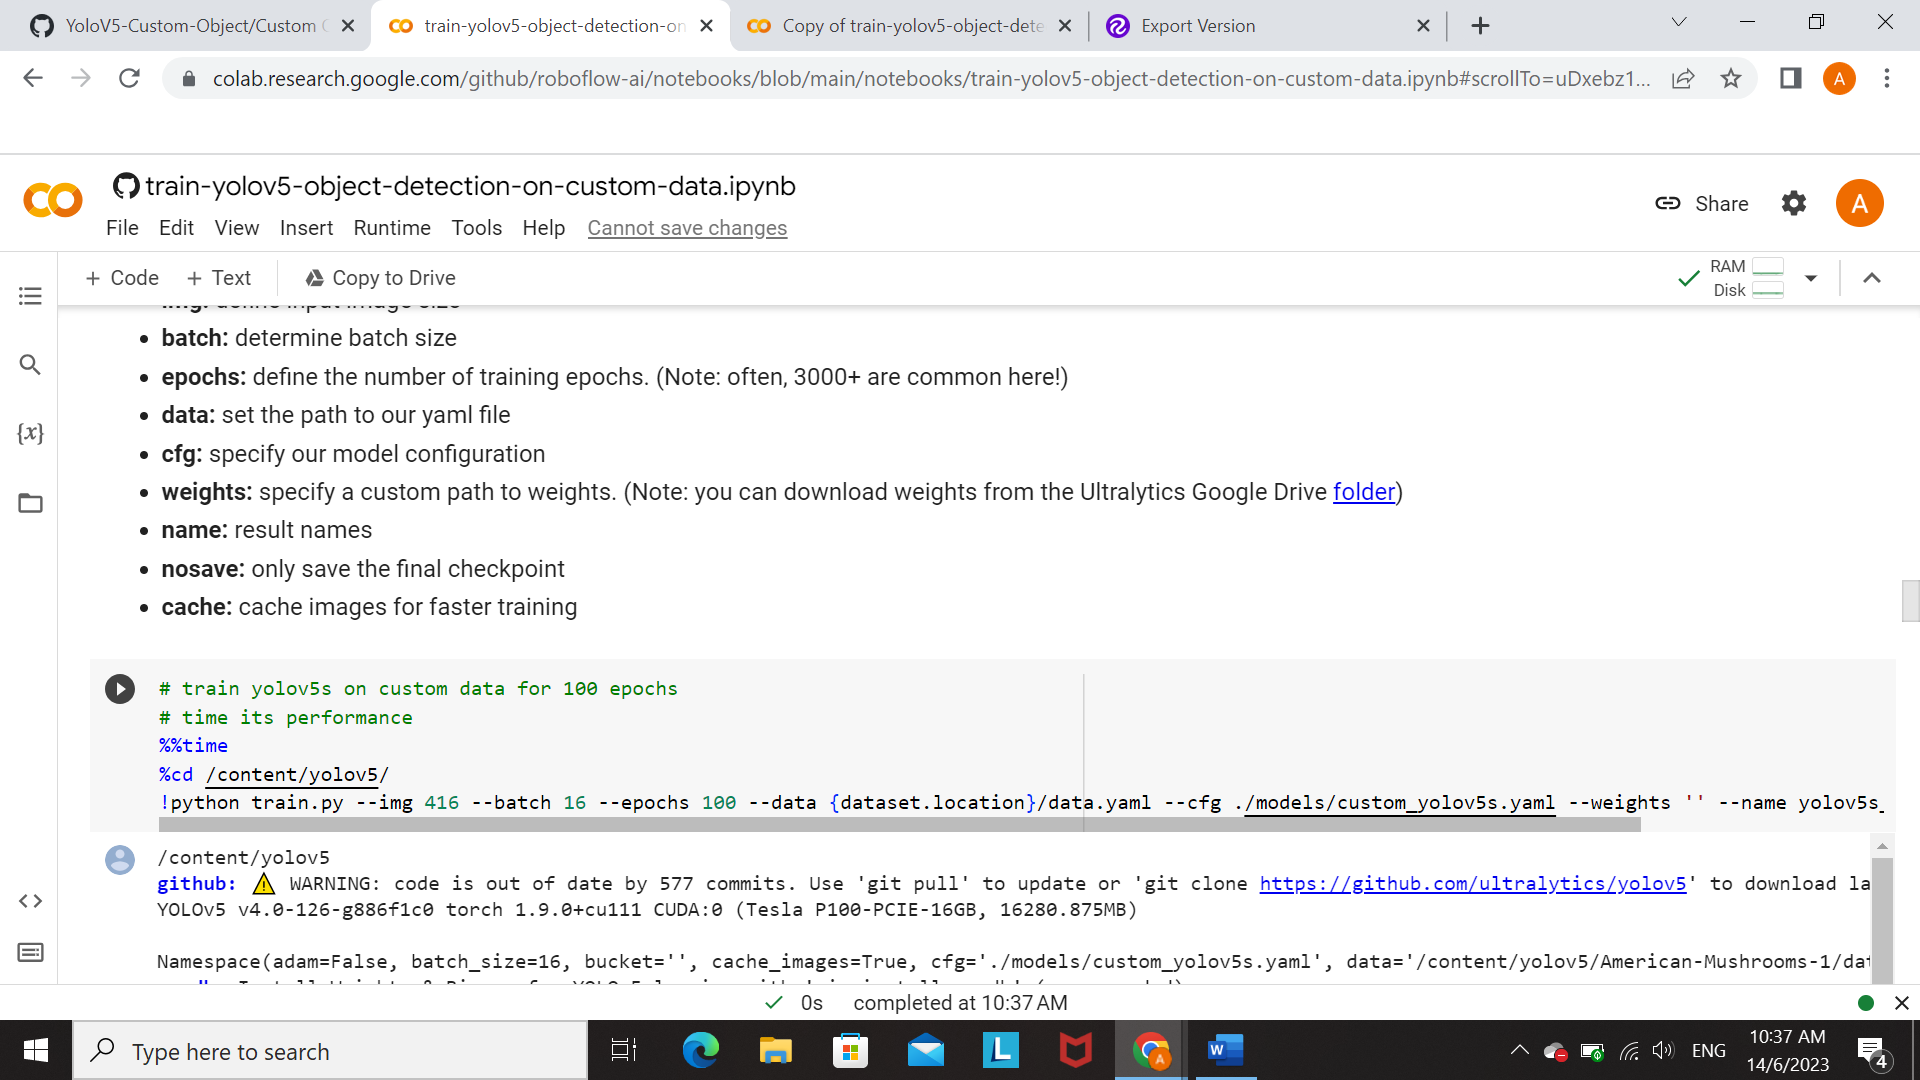 YoloV5-Custom-Object/Custom
train-yolov5-object-detection-on
Copy of train-yolov5-object-dete
Export Version
colab.research.google.com/github/roboflow-ai/notebooks/blob/main/notebooks/train-yolov5-object-detection-on-custom-data.ipynb#scrollTo=uDxebz1...
A
CO
train-yolov5-object-detection-on-custom-data.ipynb
Share
A
File Edit View Insert Runtime Tools Help Cannot save changes
+ Code + Text Copy to Drive
RAM
Disk
img: define input image size
• batch: determine batch size
• epochs: define the number of training epochs. (Note: often, 3000+ are common here!)
• data: set the path to our yaml file
{x}
• cfg: specify our model configuration
• weights: specify a custom path to weights. (Note: you can download weights from the Ultralytics Google Drive folder)
• name: result names
• nosave: only save the final checkpoint
• cache: cache images for faster training
# train yolov5s on custom data for 100 epochs
# time its performance
%%time
%cd /content/yolov5/
!python train.py --img 416 --batch 16 --epochs 100 --data {dataset.location}/data.yaml --cfg ./models/custom_yolov5s.yaml --weights '' --name yolov5s_
/content/yolov5
github: ⚠ WARNING: code is out of date by 577 commits. Use 'git pull' to update or 'git clone https://github.com/ultralytics/yolov5' to download la
YOLOv5 v4.0-126-g886f1c0 torch 1.9.0+cu111 CUDA:0 (Tesla P100-PCIE-16GB, 16280.875MB)
Namespace(adam=False, batch_size=16, bucket='', cache_images=True, cfg='./models/custom_yolov5s.yaml', data='/content/yolov5/American-Mushrooms-1/dat
0s completed at 10:37 AM
Type here to search
L
A
W
ENG
10:37 AM
14/6/2023
4